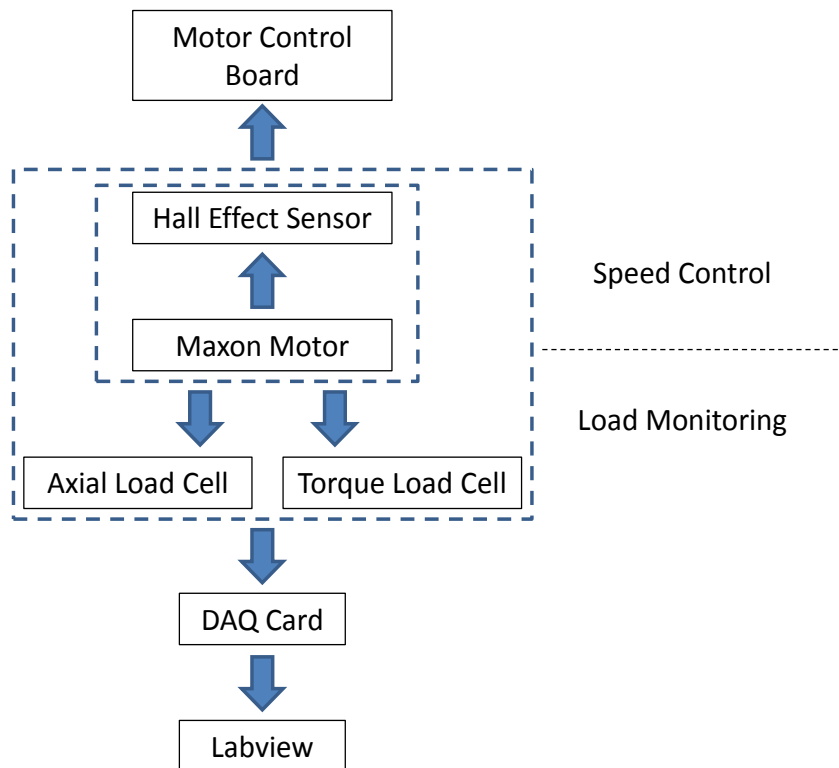 Motor Control
Board
Hall Effect Sensor
Speed Control
Maxon Motor
Load Monitoring
Axial Load Cell
Torque Load Cell
DAQ Card
Labview